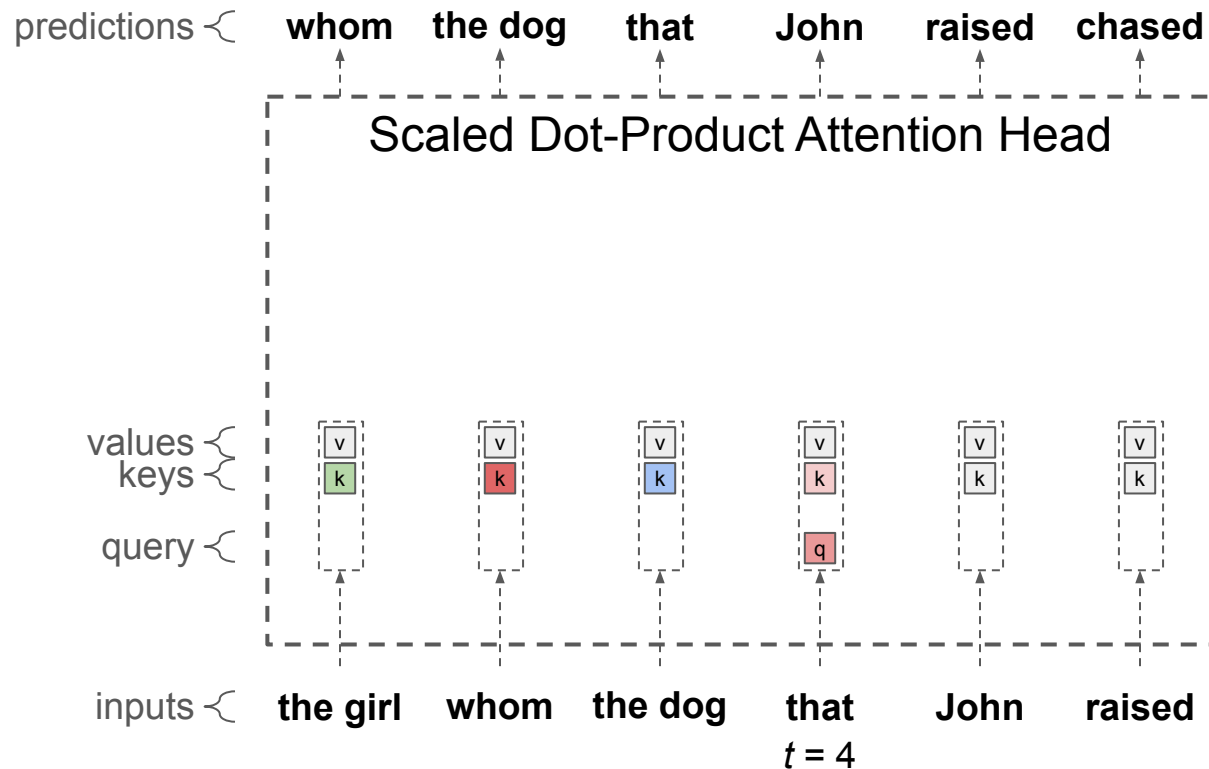 predictions whom the dog that John raised chased
Scaled Dot-Product Attention Head
values v v v v v v
keys k k k k k k
query q
inputs the girl whom the dog that John raised
t = 4